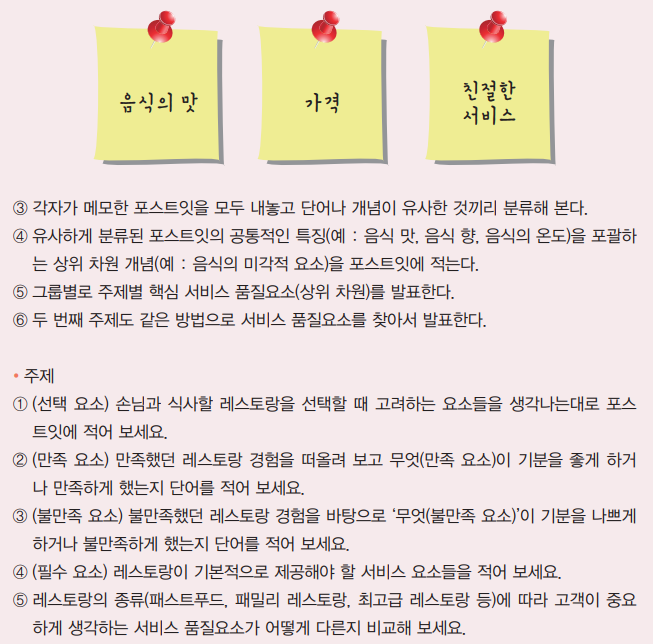 음식의 맛
가격
친절한
서비스
③ 각자가 메모한 포스트잇을 모두 내놓고 단어나 개념이 유사한 것끼리 분류해 본다.
④ 유사하게 분류된 포스트잇의 공통적인 특징(예 : 음식 맛, 음식 향, 음식의 온도)을 포괄하
는 상위 차원 개념(예 : 음식의 미각적 요소)을 포스트잇에 적는다.
⑤ 그룹별로 주제별 핵심 서비스 품질요소(상위 차원)를 발표한다.
⑥ 두 번째 주제도 같은 방법으로 서비스 품질요소를 찾아서 발표한다.
• 주제
① (선택 요소) 손님과 식사할 레스토랑을 선택할 때 고려하는 요소들을 생각나는대로 포스
트잇에 적어 보세요.
② (만족 요소) 만족했던 레스토랑 경험을 떠올려 보고 무엇(만족 요소)이 기분을 좋게 하거
나 만족하게 했는지 단어를 적어 보세요.
③ (불만족 요소) 불만족했던 레스토랑 경험을 바탕으로 ‘무엇(불만족 요소)’이 기분을 나쁘게
하거나 불만족하게 했는지 단어를 적어 보세요.
④ (필수 요소) 레스토랑이 기본적으로 제공해야 할 서비스 요소들을 적어 보세요.
⑤ 레스토랑의 종류(패스트푸드, 패밀리 레스토랑, 최고급 레스토랑 등)에 따라 고객이 중요
하게 생각하는 서비스 품질요소가 어떻게 다른지 비교해 보세요.